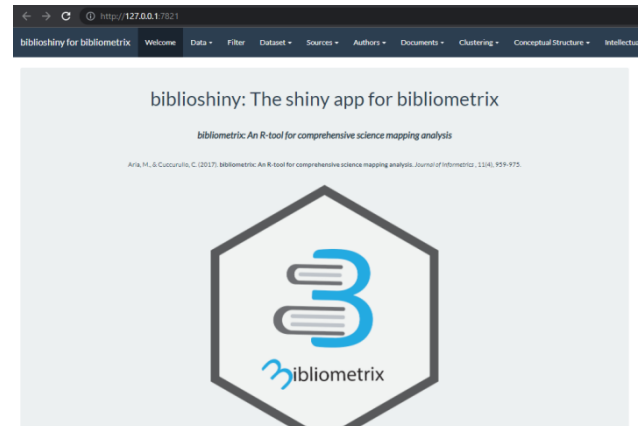 http://127.0.0.1:7821
biblioshiny for bibliometrix Welcome Data Filter Dataset Sources Authors Documents Clustering Conceptual Structure Intellectu
biblioshiny: The shiny app for bibliometrix
bibliometrix: An R-tool for comprehensive science mapping analysis
Aria, M., & Cuccurullo, C. (2017). bibliometrix: An R-tool for comprehensive science mapping analysis. Journal of Informetrics , 11(4), 959-975.
bibliometrix